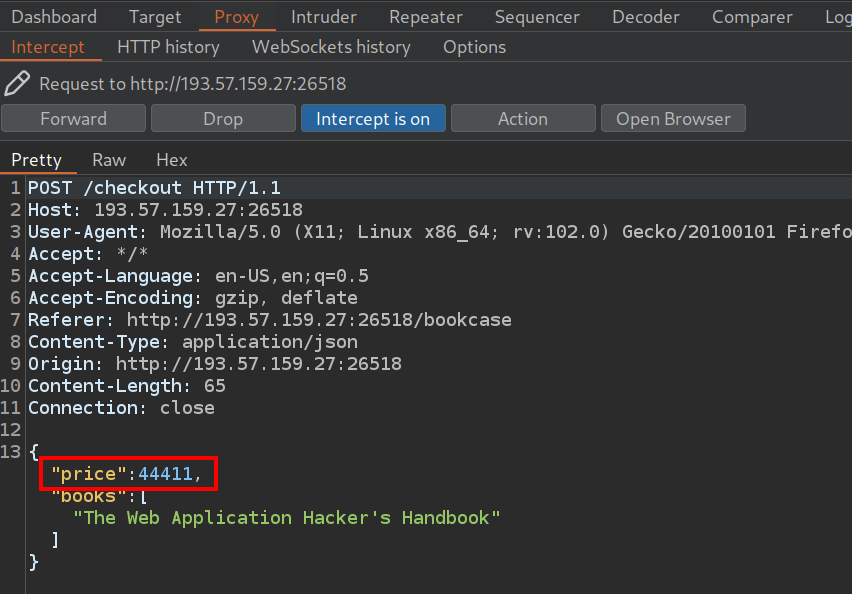 Dashboard Target Proxy Intruder Repeater Sequencer Decoder Comparer Log
Intercept HTTP history WebSockets history Options
Request to http://193.57.159.27:26518
Forward Drop Intercept is on Action Open Browser
Pretty Raw Hex
1 POST /checkout HTTP/1.1
2 Host: 193.57.159.27:26518
3 User-Agent: Mozilla/5.0 (X11; Linux x86_64; rv:102.0) Gecko/20100101 Firefo
4 Accept: */*
5 Accept-Language: en-US,en;q=0.5
6 Accept-Encoding: gzip, deflate
7 Referer: http://193.57.159.27:26518/bookcase
8 Content-Type: application/json
9 Origin: http://193.57.159.27:26518
10 Content-Length: 65
11 Connection: close
12
13 {
"price":44411,
"books":[
"The Web Application Hacker's Handbook"
]
}